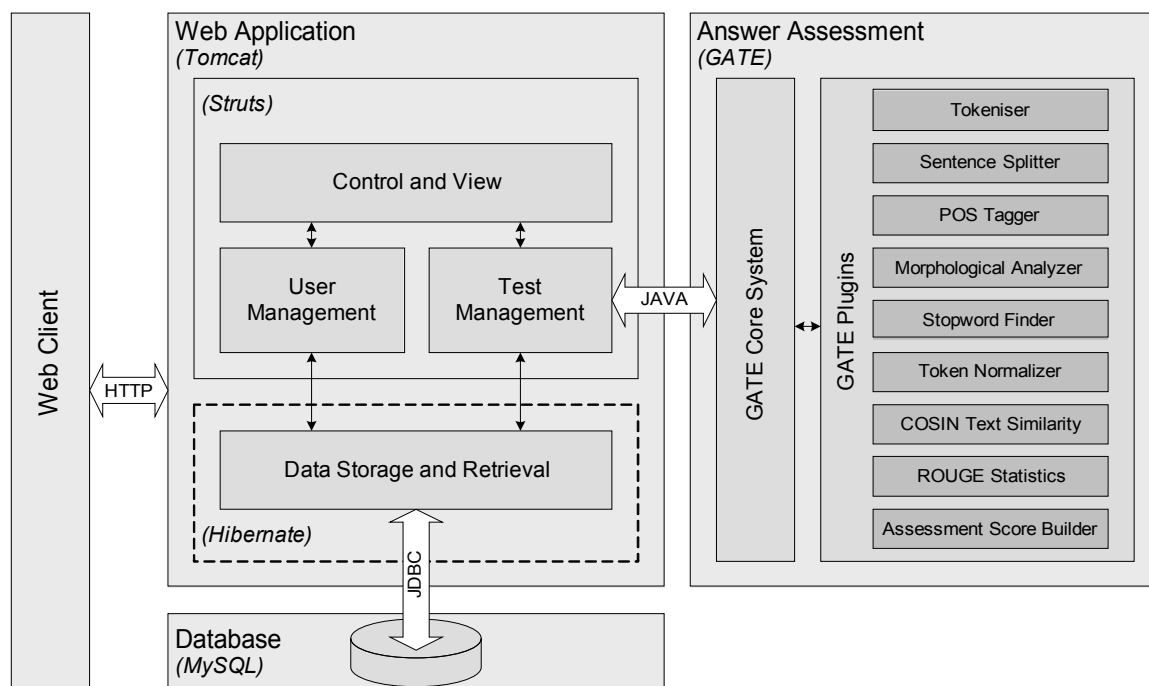 Web Client
HTTP
Web Application
(Tomcat)
(Struts)
Control and View
User
Management
Test
Management
Data Storage and Retrieval
(Hibernate)
JDBC
Database
(MySQL)
JAVA
Answer Assessment
(GATE)
GATE Core System
GATE Plugins
Tokeniser
Sentence Splitter
POS Tagger
Morphological Analyzer
Stopword Finder
Token Normalizer
COSIN Text Similarity
ROUGE Statistics
Assessment Score Builder